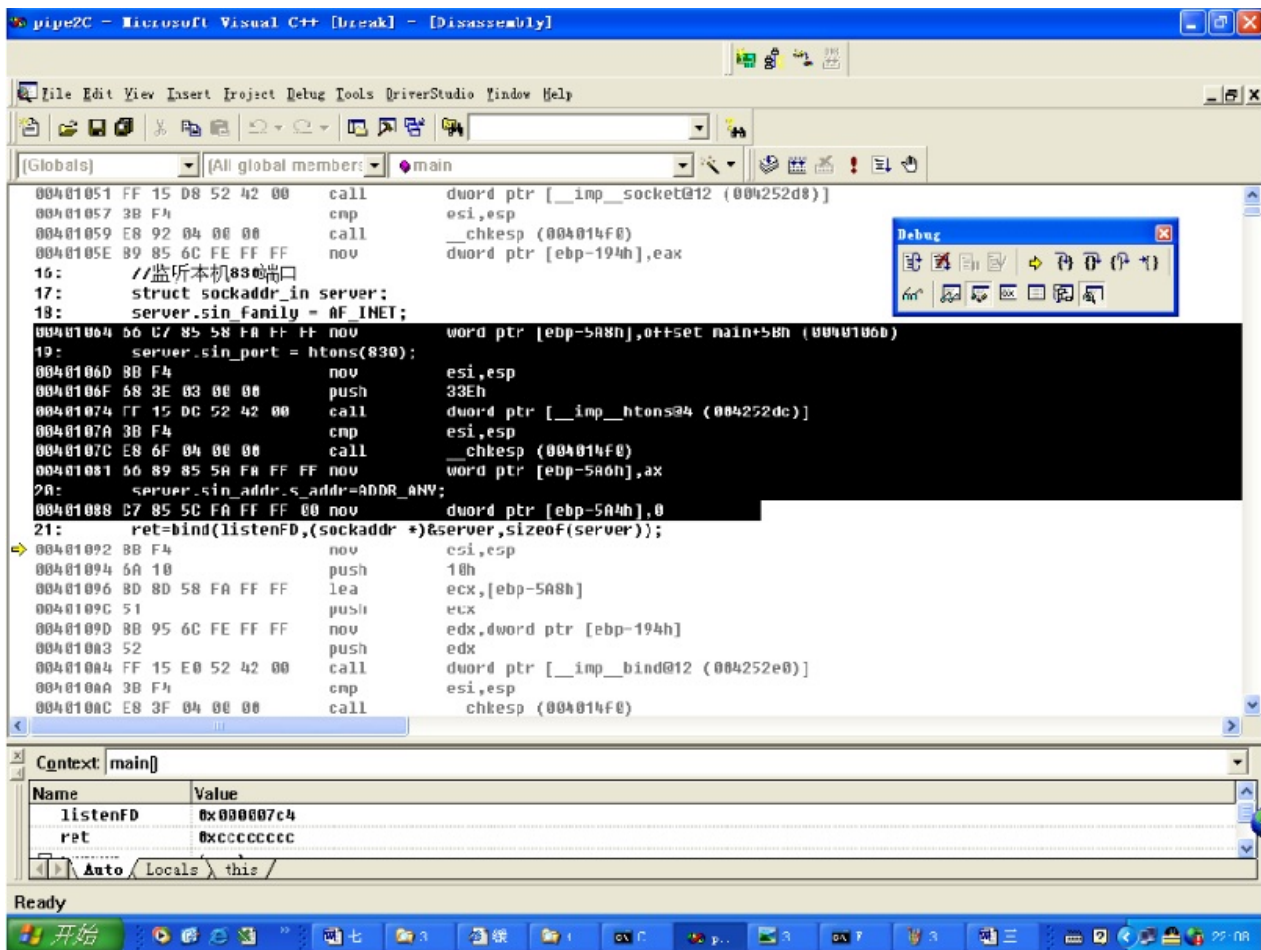 pipe2C - Microsoft Visual C++ [break] - [Disassembly]
File Edit View Insert Project Debug Tools DriverStudio Window Help
[Globals] [All global members main
00401051 FF 15 D8 52 42 00 call dword ptr [__imp__socket@12 (004252d8)]
00401057 3B F4 cmp esi,esp
00401059 E8 92 04 00 00 call __chkesp (004014f0)
0040105E 89 85 6C FE FF FF mov dword ptr [ebp-194h],eax
16: //监听本机830端口
17: struct sockaddr_in server;
18: server.sin_family = AF_INET;
00401064 66 C7 85 58 FA FF FF mov word ptr [ebp-5A8h],offset main+5Bh (0040106b)
19: server.sin_port = htons(830);
0040106D 8B F4 mov esi,esp
0040106F 68 3E 03 00 00 push 33Eh
00401074 FF 15 DC 52 42 00 call dword ptr [__imp__htons@4 (004252dc)]
0040107A 3B F4 cmp esi,esp
0040107C E8 6F 04 00 00 call __chkesp (004014f0)
00401081 66 89 85 5A FA FF FF mov word ptr [ebp-5A6h],ax
20: server.sin_addr.s_addr=ADDR_ANY;
00401088 C7 85 5C FA FF FF 00 mov dword ptr [ebp-5A4h],0
21: ret=bind(listenFD,(sockaddr *)&server,sizeof(server));
00401092 8B F4 mov esi,esp
00401094 6A 10 push 10h
00401096 8D 8D 58 FA FF FF lea ecx,[ebp-5A8h]
0040109C 51 push ecx
0040109D 8B 95 6C FE FF FF mov edx,dword ptr [ebp-194h]
004010A3 52 push edx
004010A4 FF 15 E0 52 42 00 call dword ptr [__imp__bind@12 (004252e0)]
004010AA 3B F4 cmp esi,esp
004010AC E8 3F 04 00 00 call chkesp (004014f0)
Debug
Context: main()
Name Value
listenFD 0x000007c4
ret 0xcccccccc
Auto Locals this
Ready
开始 七 3 缓 p.. 3 3 三 22:08